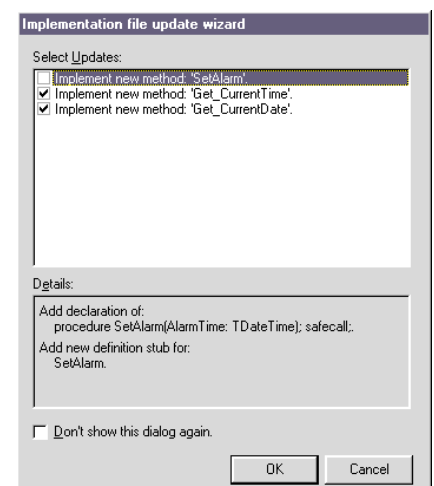 Implementation file update wizard
Select Updates:
Implement new method: 'SetAlarm'.
Implement new method: 'Get_CurrentTime'.
Implement new method: 'Get_CurrentDate'.
Details:
Add declaration of:
procedure SetAlarm(AlarmTime: TDateTime); safecall;.
Add new definition stub for:
SetAlarm.
Don't show this dialog again.
OK
Cancel